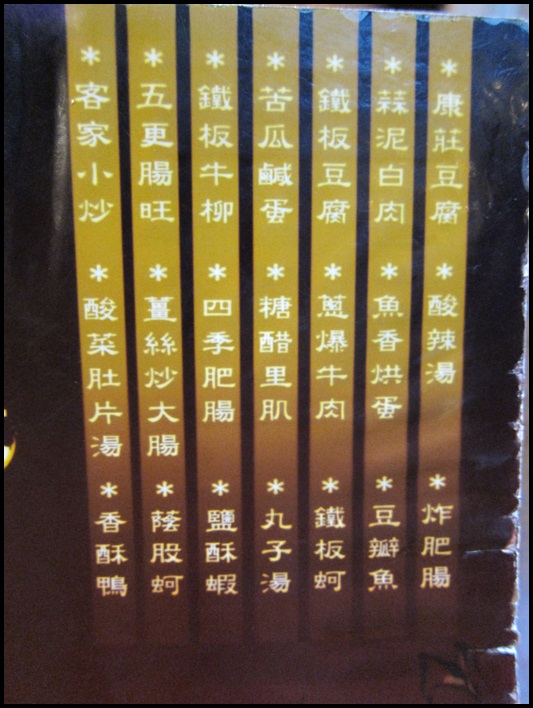 *康莊豆腐 *酸辣湯 *炸肥腸
*蒜泥白肉 *魚香烘蛋 *豆瓣魚
*鐵板豆腐 *蔥爆牛肉 *鐵板蚵
*苦瓜鹹蛋 *糖醋里肌 *丸子湯
*鐵板牛柳 *四季肥腸 *鹽酥蝦
*五更腸旺 *薑絲炒大腸 *蔭股蚵
*客家小炒 *酸菜肚片湯 *香酥鴨